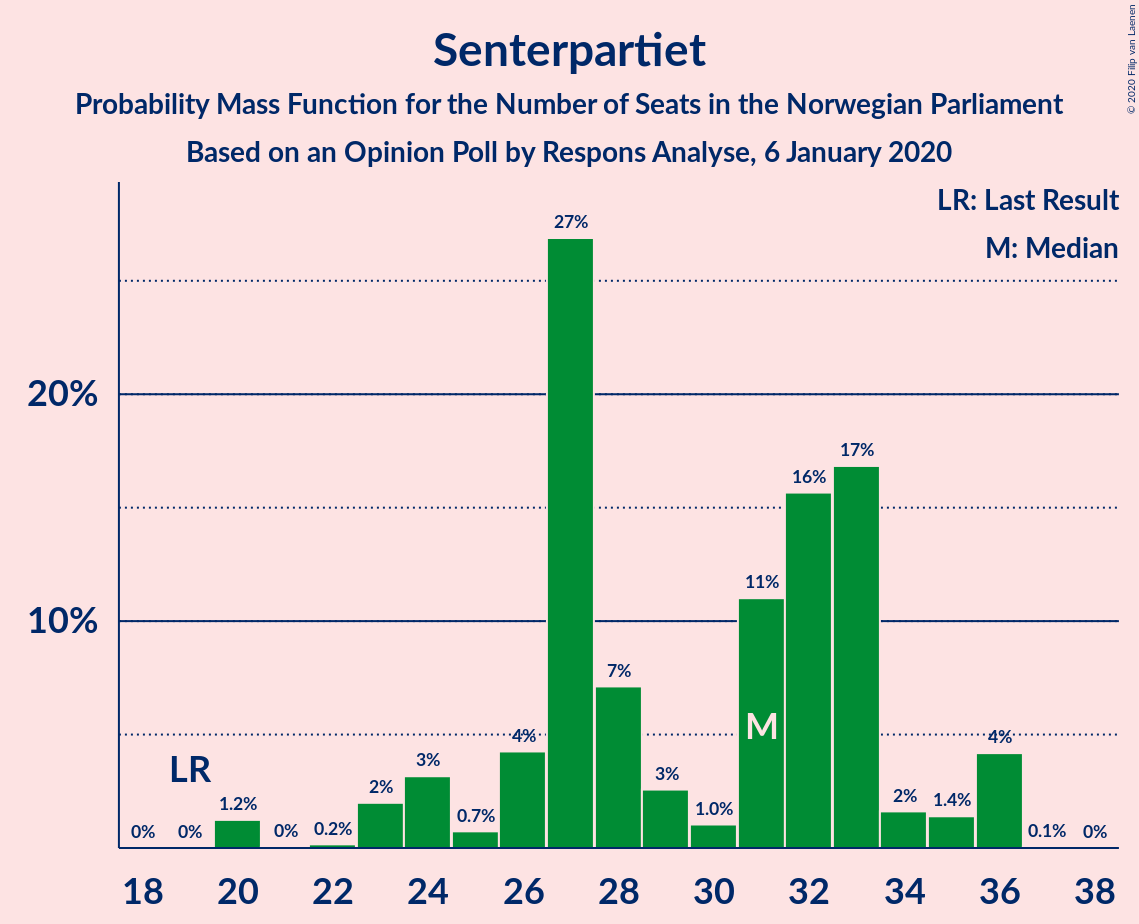 Senterpartiet
Probability Mass Function for the Number of Seats in the Norwegian Parliament
Based on an Opinion Poll by Respons Analyse, 6 January 2020
© 2020 Filip van Laenen
LR: Last Result
M: Median
20%
10%
0%
0%
1.2%
0%
0.2%
2%
3%
0.7%
4%
27%
7%
3%
1.0%
11%
16%
17%
2%
1.4%
4%
0.1%
0%
LR
M
18 20 22 24 26 28 30 32 34 36 38